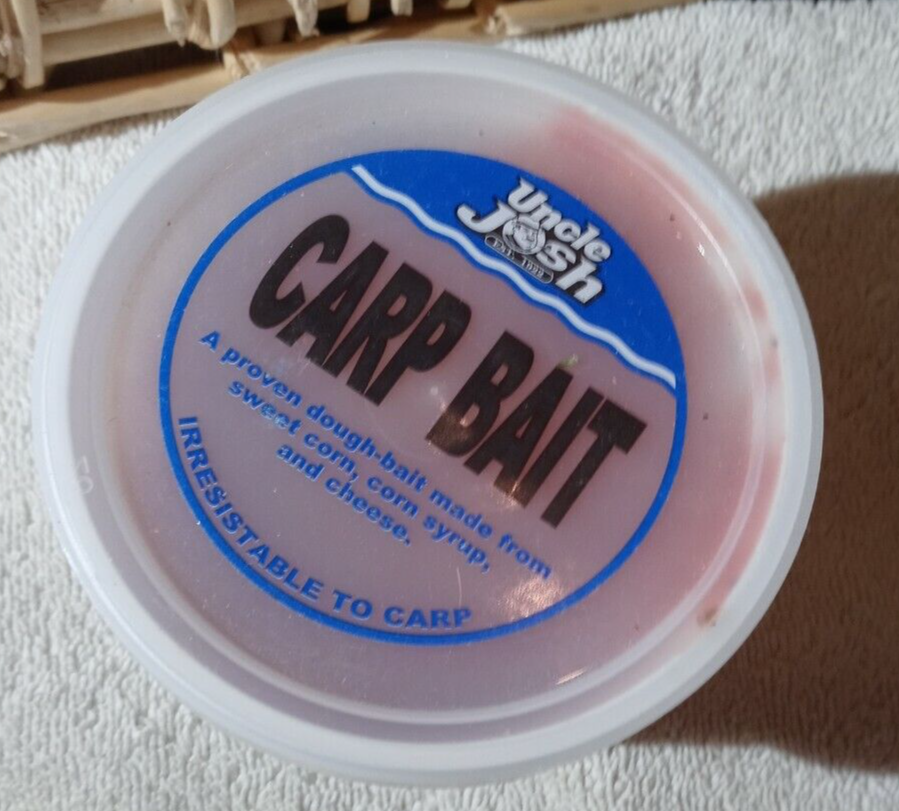 Uncle
Josh
CARP BAIT
A proven dough-bait made from
sweet corn, corn syrup,
and cheese.
IRRESISTABLE TO CARP